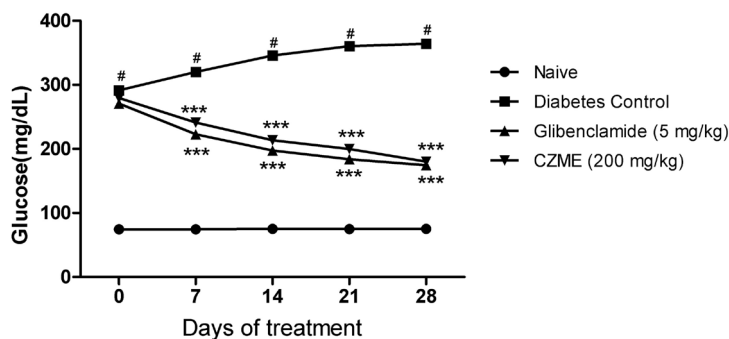 400
300
200
100
0
Glucose(mg/dL)
# # # # #
*** *** *** ***
*** *** *** ***
0 7 14 21 28
Days of treatment
Naive
Diabetes Control
Glibenclamide (5 mg/kg)
CZME (200 mg/kg)